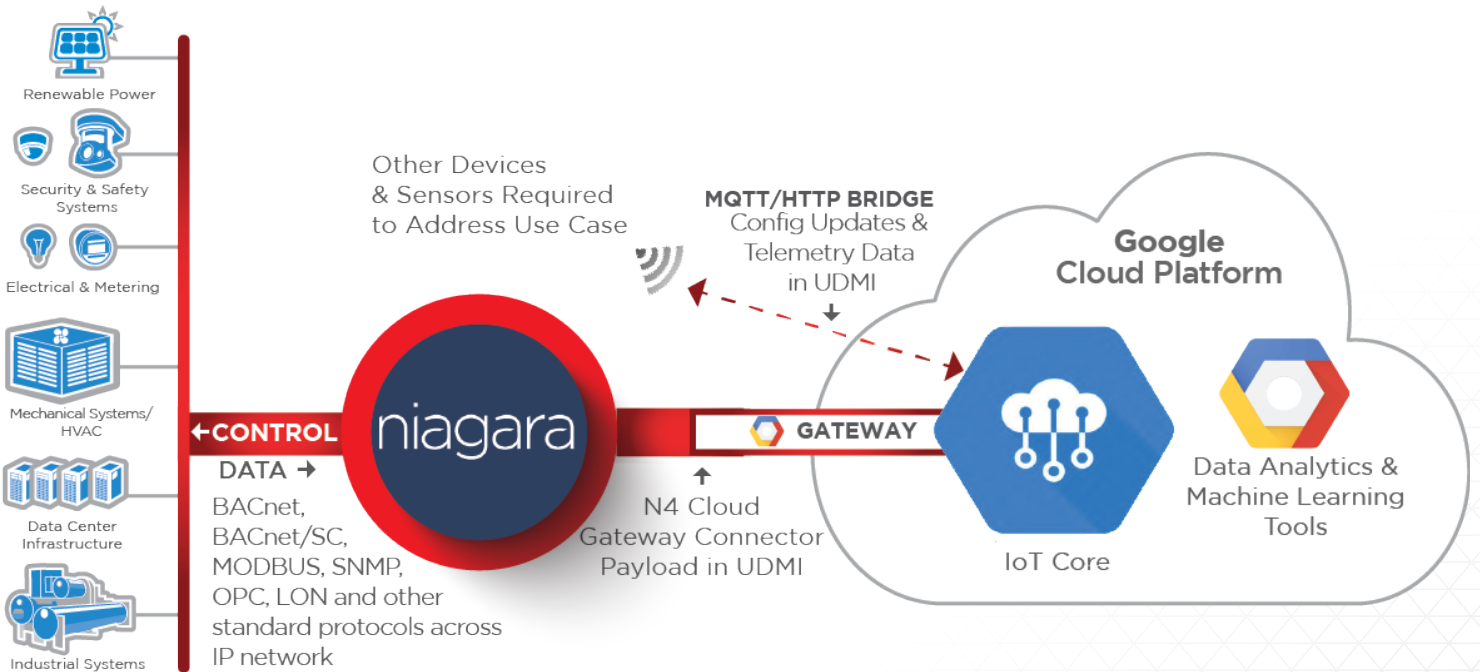 Renewable Power
Security & Safety
Systems
Electrical & Metering
Mechanical Systems/
HVAC
Data Center
Infrastructure
Industrial Systems
←CONTROL
DATA →
BACnet,
BACnet/SC,
MODBUS, SNMP,
OPC, LON and other
standard protocols across
IP network
niagara
Other Devices
& Sensors Required
to Address Use Case
MQTT/HTTP BRIDGE
Config Updates &
Telemetry Data
in UDMI
GATEWAY
N4 Cloud
Gateway Connector
Payload in UDMI
Google
Cloud Platform
IoT Core
Data Analytics &
Machine Learning
Tools